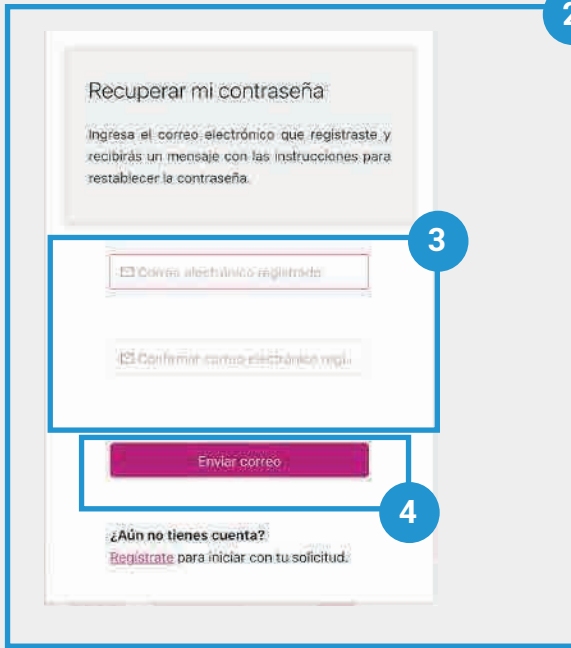 2
Recuperar mi contraseña
Ingresa el correo electrónico que registraste y
recibirás un mensaje con las instrucciones para
restablecer la contraseña.
3
Correo electrónico registrado
Confirmar correo electrónico regi...
Enviar correo
4
¿Aún no tienes cuenta?
Regístrate para iniciar con tu solicitud.